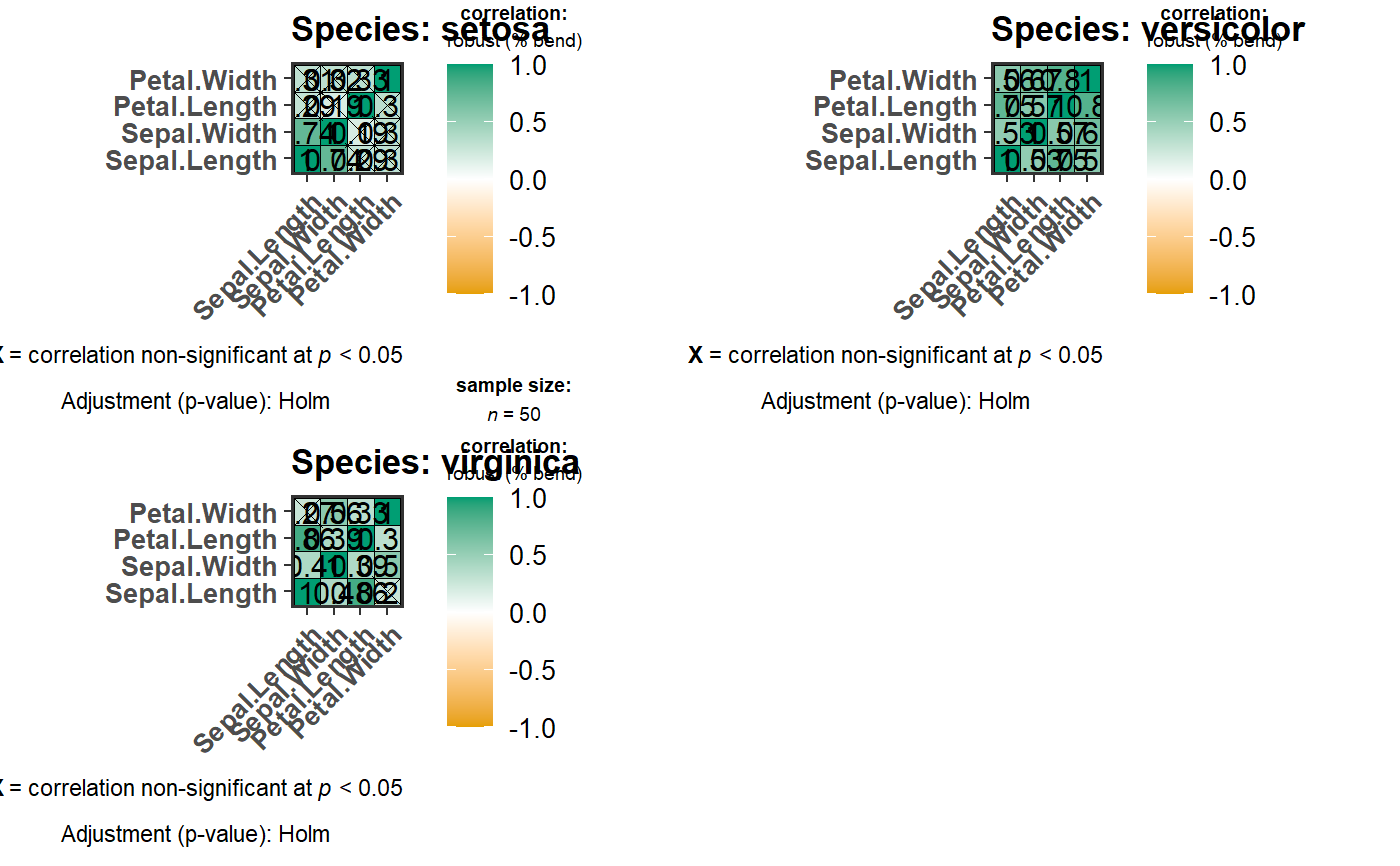 correlation:
Species: setosa
robust (% bend)
Petal.Width
Petal.Length
Sepal.Width
Sepal.Length
1.0
0.5
0.0
-0.5
-1.0
Sepal.Length
Sepal.Width
Petal.Length
Petal.Width
X = correlation non-significant at p < 0.05
Adjustment (p-value): Holm
correlation:
Species: versicolor
robust (% bend)
Petal.Width
Petal.Length
Sepal.Width
Sepal.Length
1.0
0.5
0.0
-0.5
-1.0
Sepal.Length
Sepal.Width
Petal.Length
Petal.Width
X = correlation non-significant at p < 0.05
Adjustment (p-value): Holm
sample size:
n = 50
correlation:
Species: virginica
robust (% bend)
Petal.Width
Petal.Length
Sepal.Width
Sepal.Length
1.0
0.5
0.0
-0.5
-1.0
Sepal.Length
Sepal.Width
Petal.Length
Petal.Width
X = correlation non-significant at p < 0.05
Adjustment (p-value): Holm